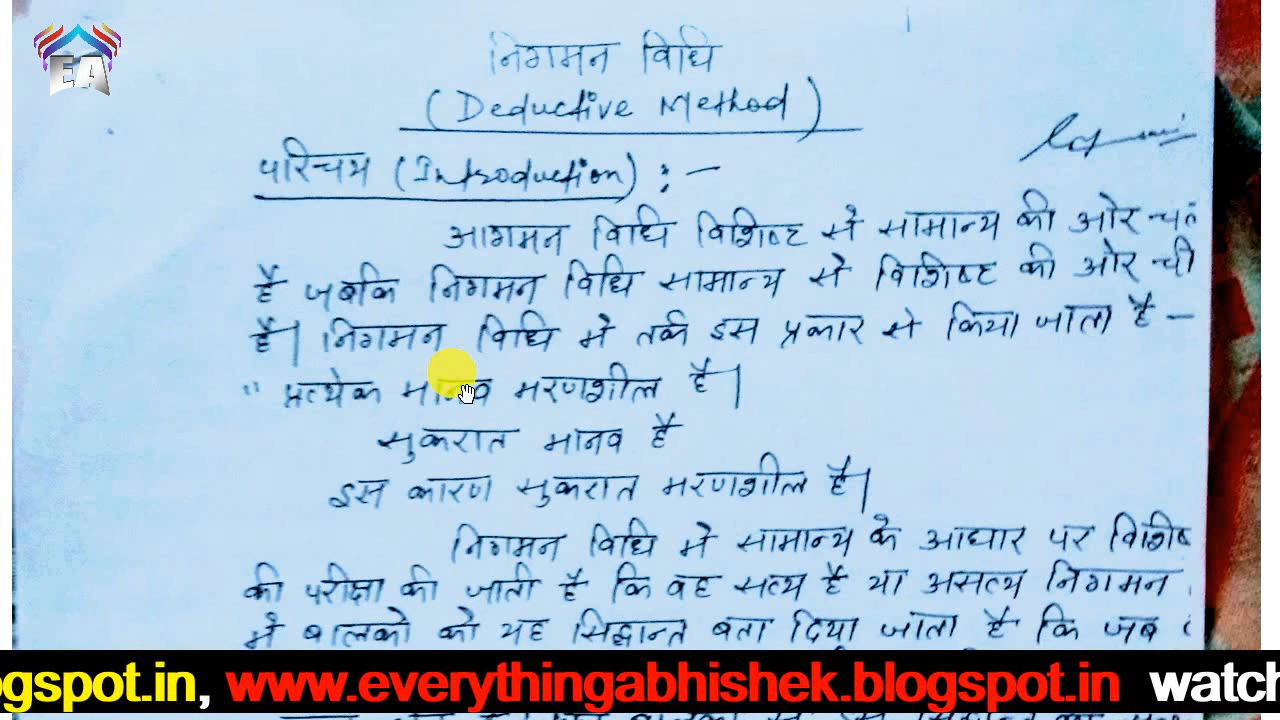 EA
निगमन विधि
(Deductive Method)
परिचय (Introduction) : -
आगमन विधि विशिष्ट से सामान्य की ओर
है जबकि निगमन विधि सामान्य से विशिष्ट की ओर
है| निगमन विधि में तर्क इस प्रकार से किया जाता है –
" प्रत्येक मानव मरणशील है|
सुकरात मानव है
इस कारण सुकरात मरणशील है|
निगमन विधि में सामान्य के आधार पर
की परीक्षा की जाती है कि वह सत्य है या असत्य निगमन
में बालको को यह सिद्धान्त बता दिया जाता है कि जब
ogspot.in, www.everythingabhishek.blogspot.in watch